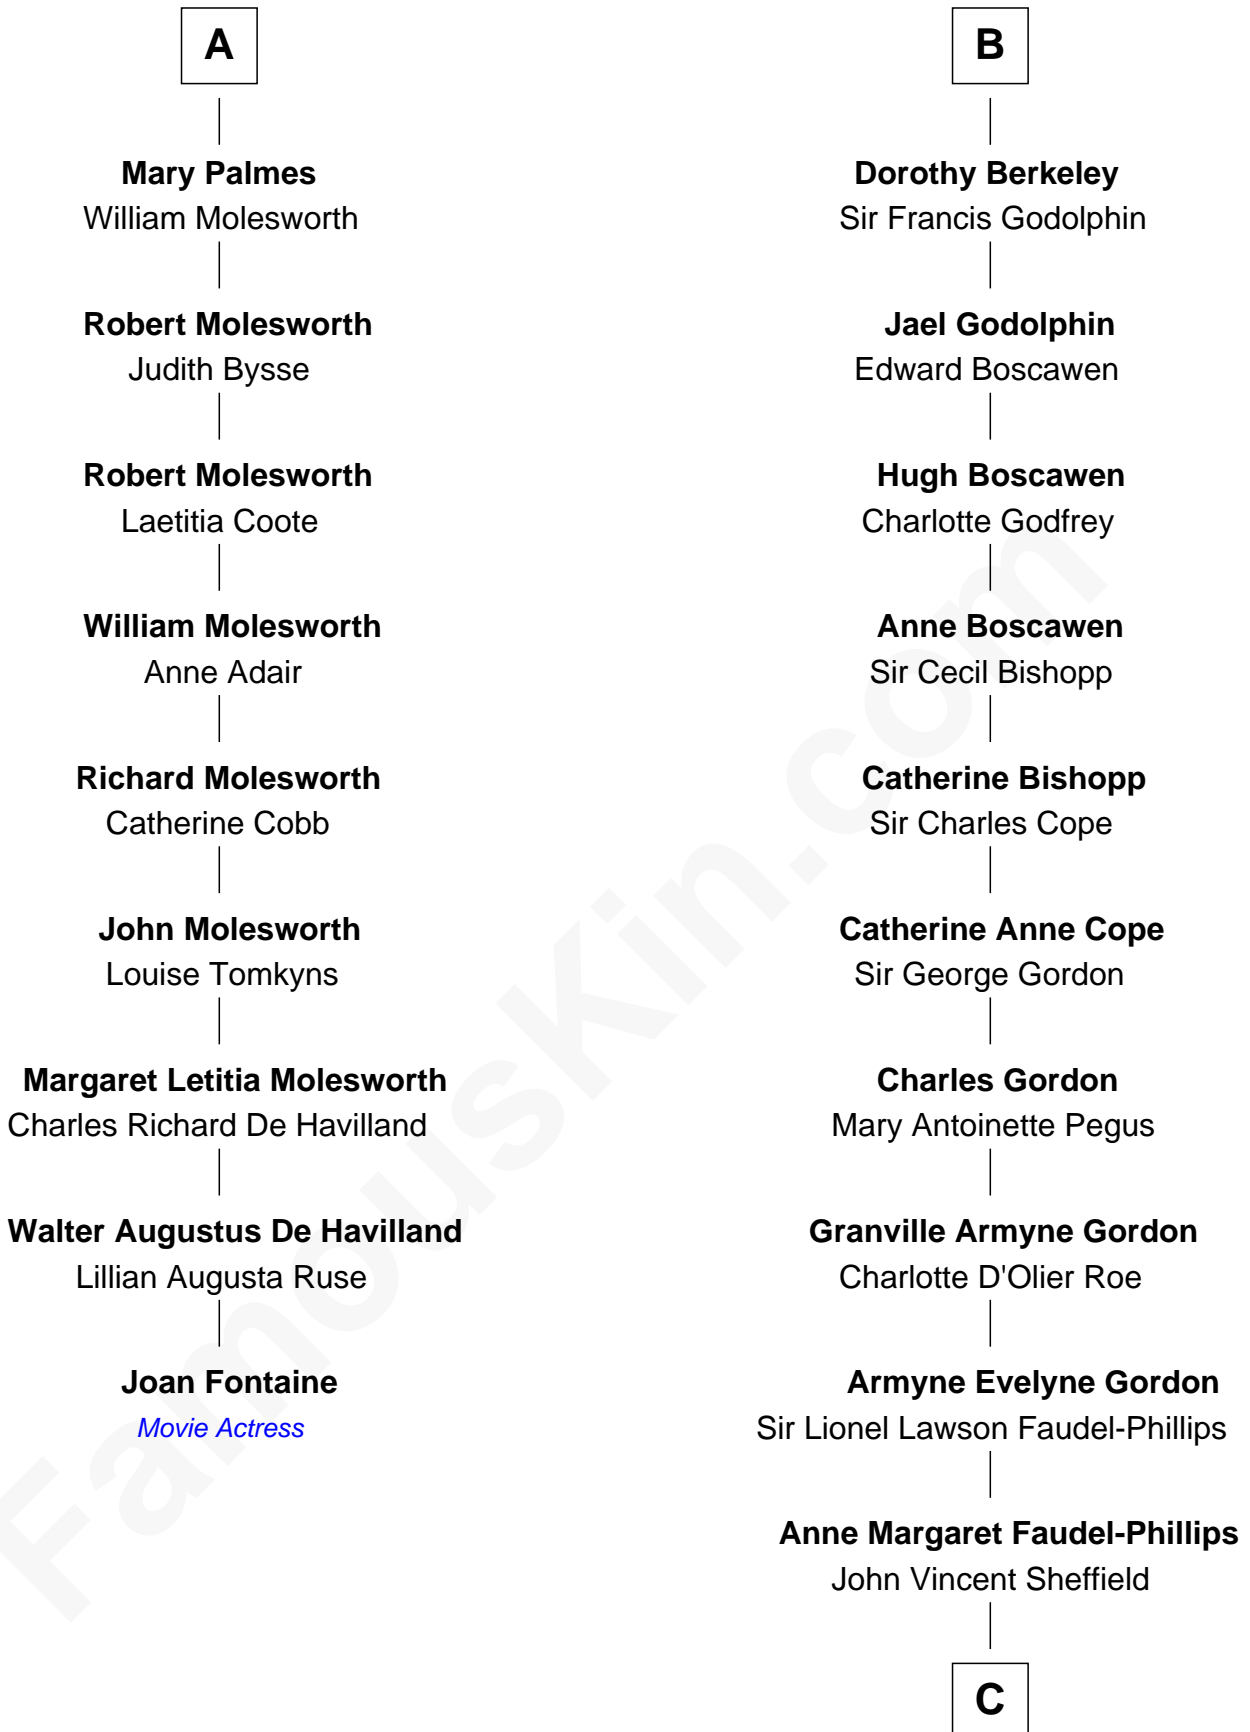 A
Mary Palmes
William Molesworth
Robert Molesworth
Judith Bysse
Robert Molesworth
Laetitia Coote
William Molesworth
Anne Adair
Richard Molesworth
Catherine Cobb
John Molesworth
Louise Tomkyns
Margaret Letitia Molesworth
Charles Richard De Havilland
Walter Augustus De Havilland
Lillian Augusta Ruse
Joan Fontaine
Movie Actress
B
Dorothy Berkeley
Sir Francis Godolphin
Jael Godolphin
Edward Boscawen
Hugh Boscawen
Charlotte Godfrey
Anne Boscawen
Sir Cecil Bishopp
Catherine Bishopp
Sir Charles Cope
Catherine Anne Cope
Sir George Gordon
Charles Gordon
Mary Antoinette Pegus
Granville Armyne Gordon
Charlotte D'Olier Roe
Armyne Evelyne Gordon
Sir Lionel Lawson Faudel-Phillips
Anne Margaret Faudel-Phillips
John Vincent Sheffield
C
FamousKin.com